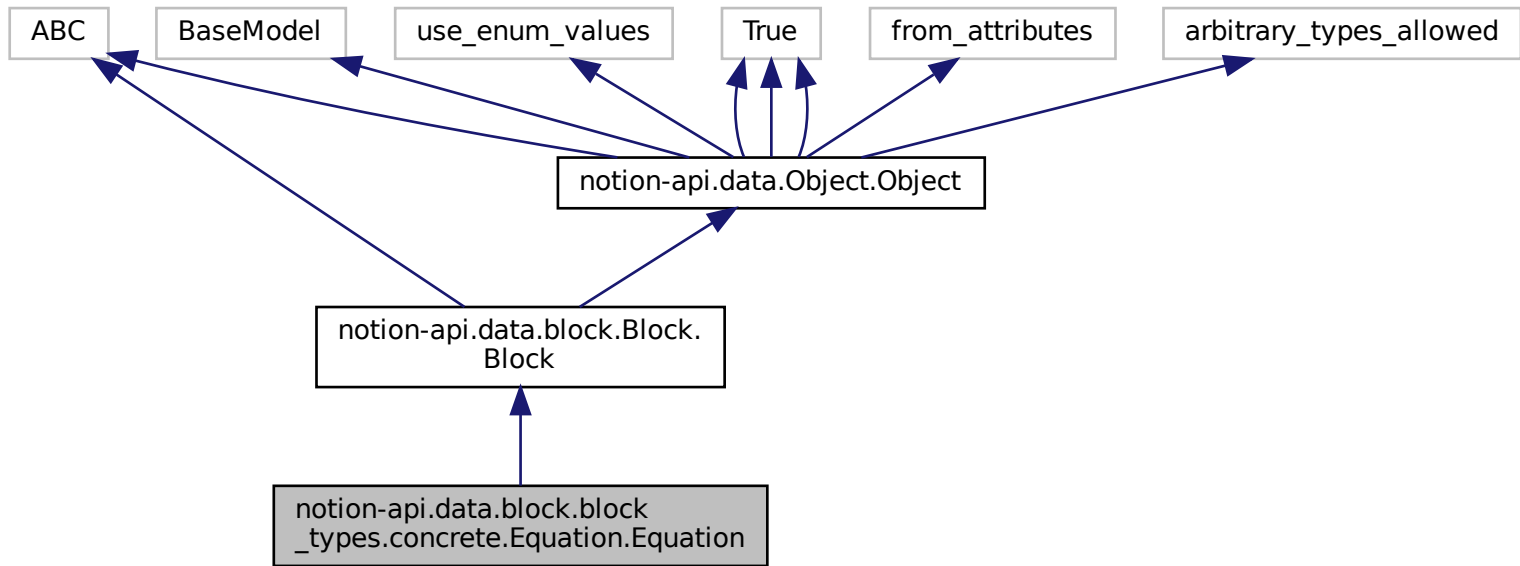 ABC
BaseModel
use_enum_values
True
from_attributes
arbitrary_types_allowed
notion-api.data.Object.Object
notion-api.data.block.Block.
Block
notion-api.data.block.block
_types.concrete.Equation.Equation